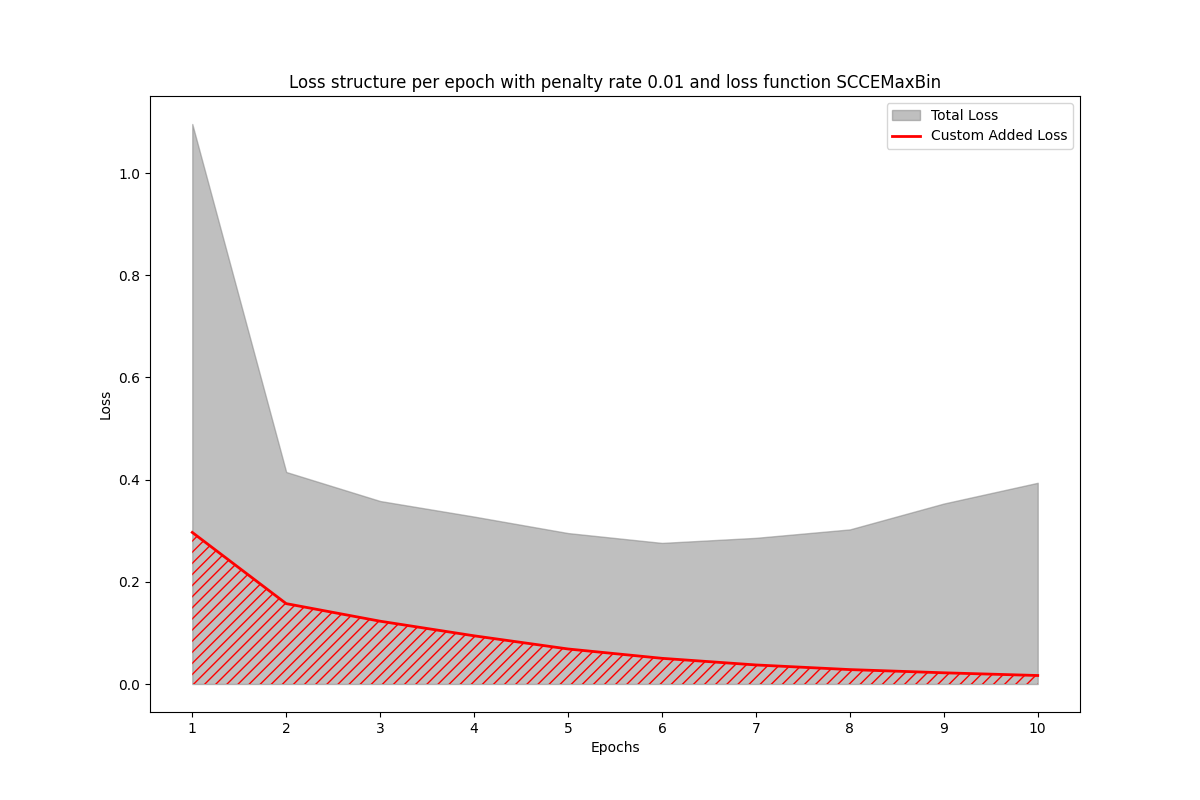 Loss structure per epoch with penalty rate 0.01 and loss function SCCEMaxBin
Total Loss
Custom Added Loss
1.0
0.8
0.6
0.4
0.2
0.0
Loss
1 2 3 4 5 6 7 8 9 10
Epochs